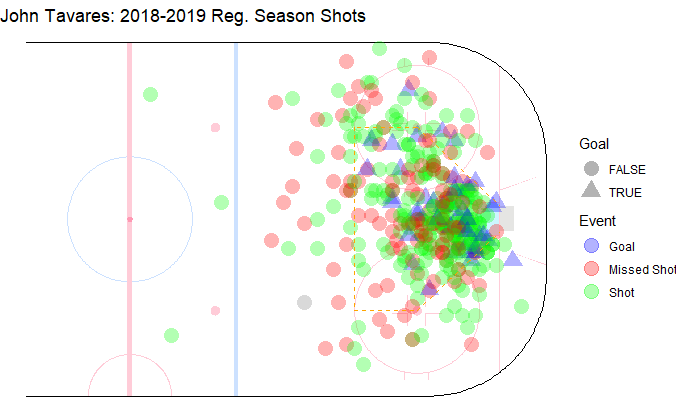 John Tavares: 2018-2019 Reg. Season Shots
Goal
FALSE
TRUE
Event
Goal
Missed Shot
Shot